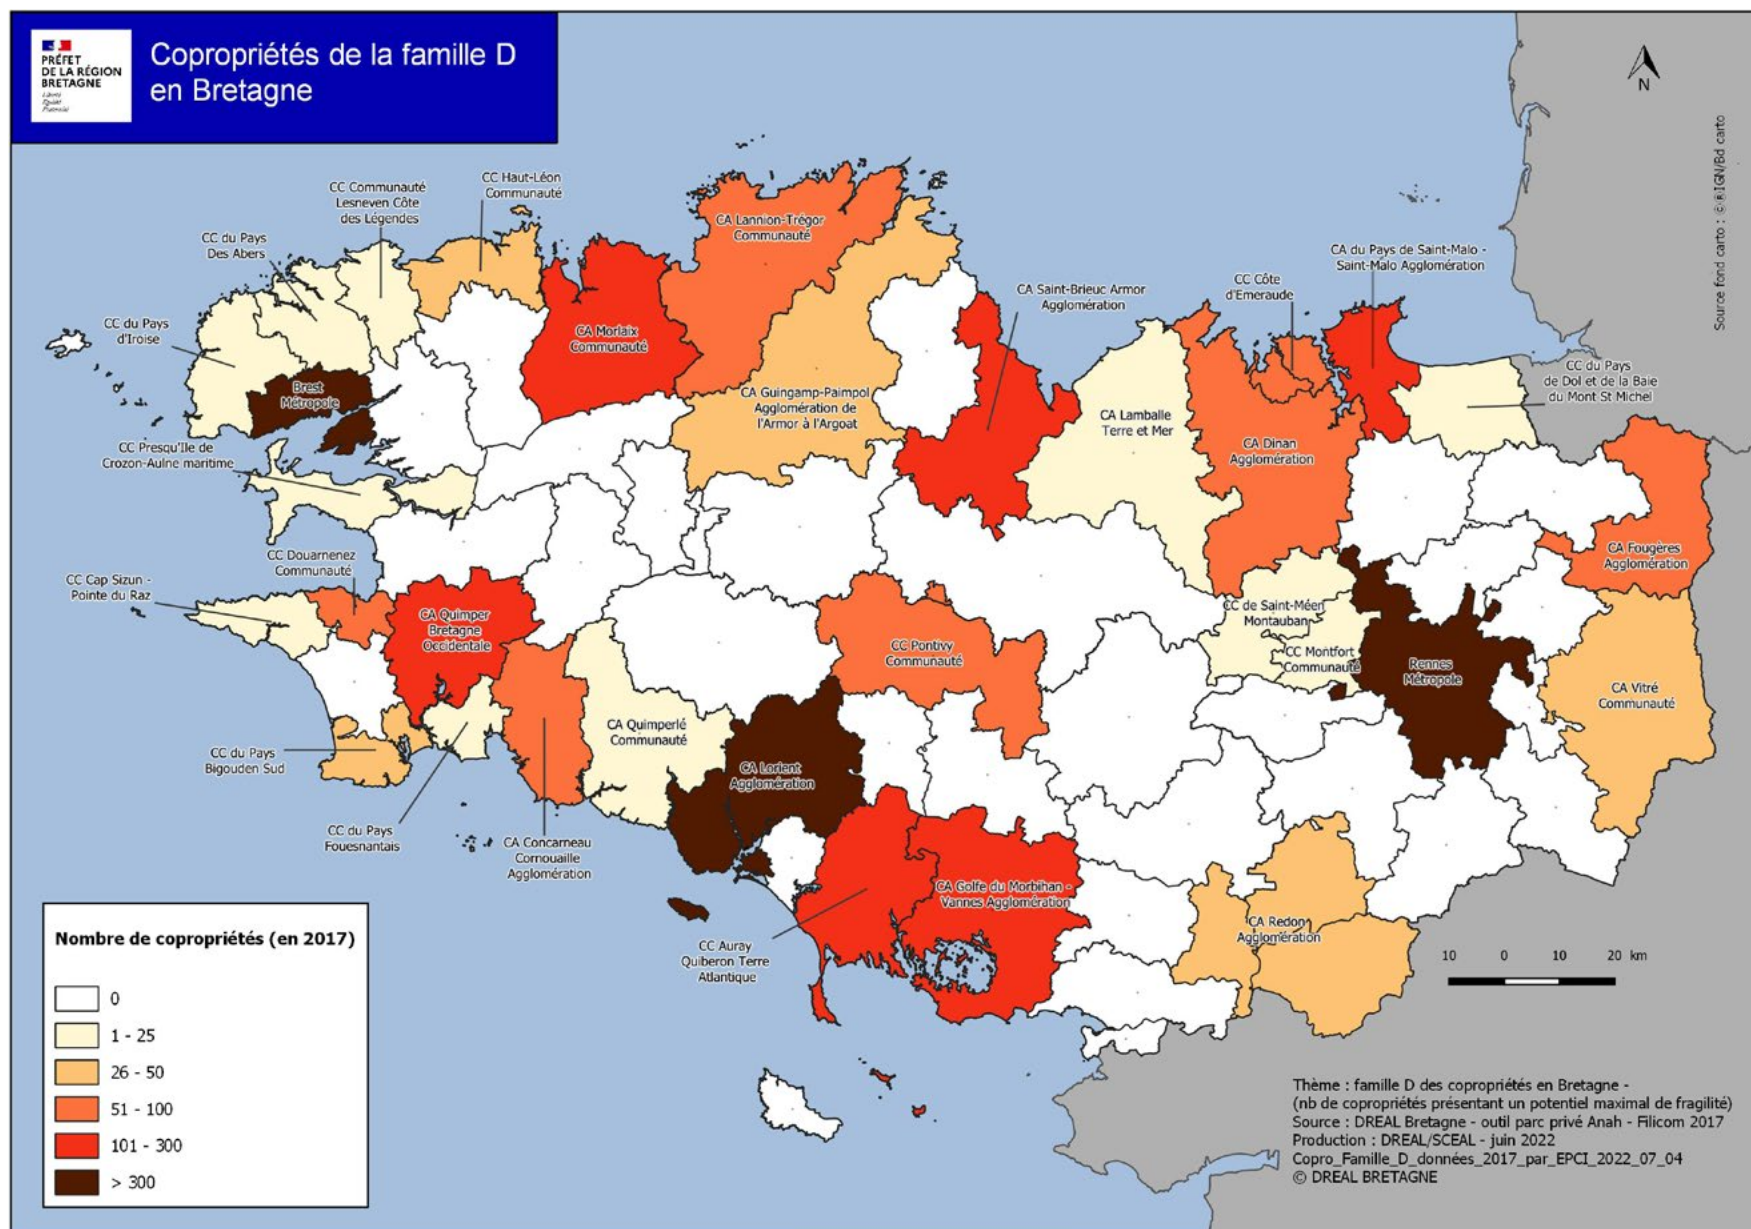 PRÉFET
DE LA RÉGION
BRETAGNE
Liberté
Égalité
Fraternité
Copropriétés de la famille D
en Bretagne
N
Source fond carto : ©®IGN/Bd carto
CC Haut-Léon
Communauté
CC Communauté
Lesneven Côte
des Légendes
CC du Pays
Des Abers
CC du Pays
d'Iroise
Brest
Métropole
CC Presqu'Ile de
Crozon-Aulne maritime
CA Morlaix
Communauté
CA Lannion-Trégor
Communauté
CA Guingamp-Paimpol
Agglomération de
l'Armor à l'Argoat
CA Saint-Brieuc Armor
Agglomération
CA Lamballe
Terre et Mer
CC Côte
d'Emeraude
CA du Pays de Saint-Malo -
Saint-Malo Agglomération
CC du Pays
de Dol et de la Baie
du Mont St Michel
CA Dinan
Agglomération
CA Fougères
Agglomération
CC Douarnenez
Communauté
CC Cap Sizun -
Pointe du Raz
CA Quimper
Bretagne
Occidentale
CC Pontivy
Communauté
CC de Saint-Méen
Montauban
CC Montfort
Communauté
Rennes
Métropole
CA Vitré
Communauté
CC du Pays
Bigouden Sud
CC du Pays
Fouesnantais
CA Concarneau
Cornouaille
Agglomération
CA Quimperlé
Communauté
CA Lorient
Agglomération
CC Auray
Quiberon Terre
Atlantique
CA Golfe du Morbihan -
Vannes Agglomération
CA Redon
Agglomération
Nombre de copropriétés (en 2017)
0
1 - 25
26 - 50
51 - 100
101 - 300
> 300
10 0 10 20 km
Thème : famille D des copropriétés en Bretagne -
(nb de copropriétés présentant un potentiel maximal de fragilité)
Source : DREAL Bretagne - outil parc privé Anah - Filicom 2017
Production : DREAL/SCEAL - juin 2022
Copro_Famille_D_données_2017_par_EPCI_2022_07_04
© DREAL BRETAGNE